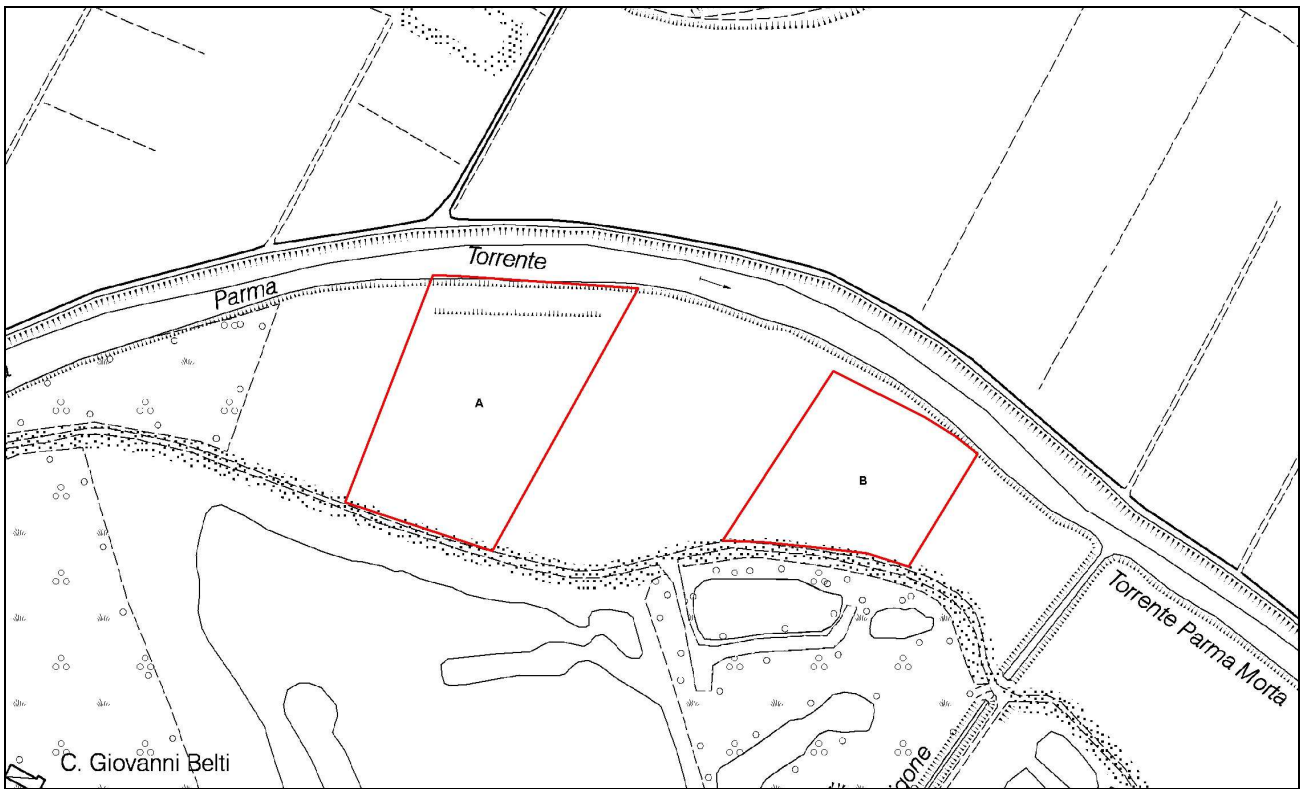 Torrente
Parma
A
B
Torrente Parma Morta
C. Giovanni Belti